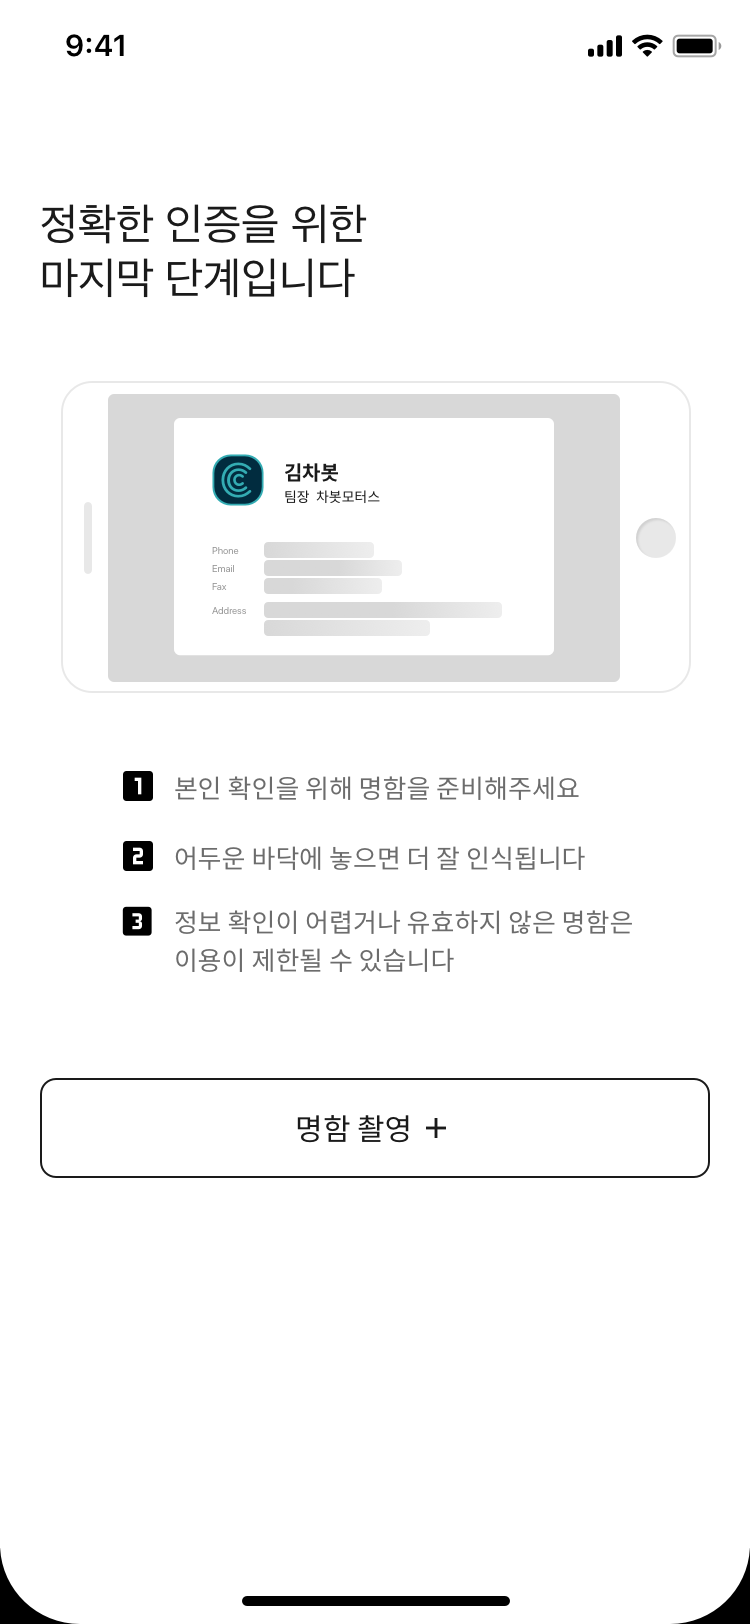 9:41
정확한 인증을 위한
마지막 단계입니다
김차봇
팀장 차봇모터스
Phone
Email
Fax
Address
1 본인 확인을 위해 명함을 준비해주세요
2 어두운 바닥에 놓으면 더 잘 인식됩니다
3 정보 확인이 어렵거나 유효하지 않은 명함은
이용이 제한될 수 있습니다
명함 촬영 +